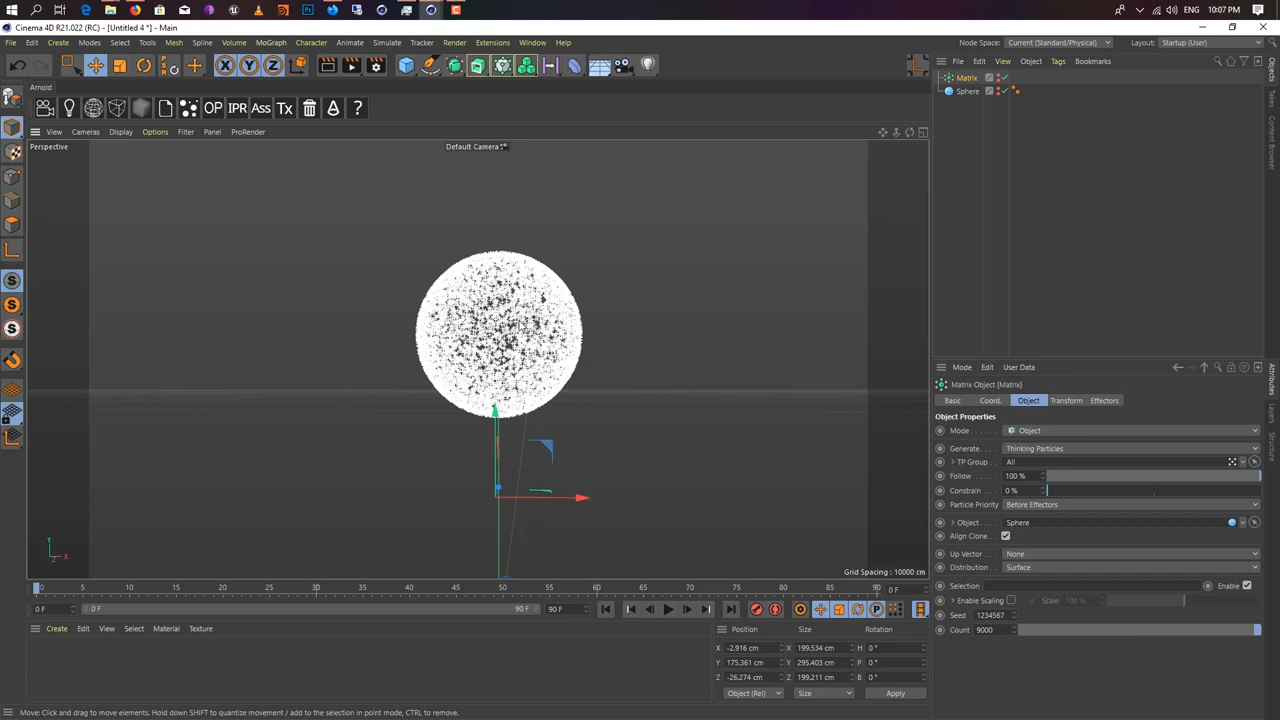 ENG 10:07 PM
Cinema 4D R21.022 (RC) - [Untitled 4 *] - Main
File Edit Create Modes Select Tools Mesh Spline Volume MoGraph Character Animate Simulate Tracker Render Extensions Window Help
Node Space: Current (Standard/Physical) Layout: Startup (User)
X Y Z
File Edit View Object Tags Bookmarks
Matrix
Sphere
Arnold
OP IPR Ass Tx ?
View Cameras Display Options Filter Panel ProRender
Perspective
Default Camera
Objects
Takes
Content Browser
Mode Edit User Data
Matrix Object [Matrix]
Basic Coord. Object Transform Effectors
Object Properties
Mode Object
Generate Thinking Particles
TP Group All
Follow 100 %
Constrain 0 %
Particle Priority Before Effectors
Object Sphere
Align Clone
Up Vector None
Distribution Surface
Selection Enable
Enable Scaling Scale 100 %
Seed 1234567
Count 9000
Attributes
Layers
Structure
Y
X
Z
Grid Spacing : 10000 cm
0 5 10 15 20 25 30 35 40 45 50 55 60 65 70 75 80 85 90 0 F
0 F 0 F 90 F 90 F
Create Edit View Select Material Texture
Position Size Rotation
X -2.916 cm X 199.534 cm H 0 °
Y 175.361 cm Y 295.403 cm P 0 °
Z -26.274 cm Z 199.211 cm B 0 °
Object (Rel) Size Apply
Move: Click and drag to move elements. Hold down SHIFT to quantize movement / add to the selection in point mode, CTRL to remove.